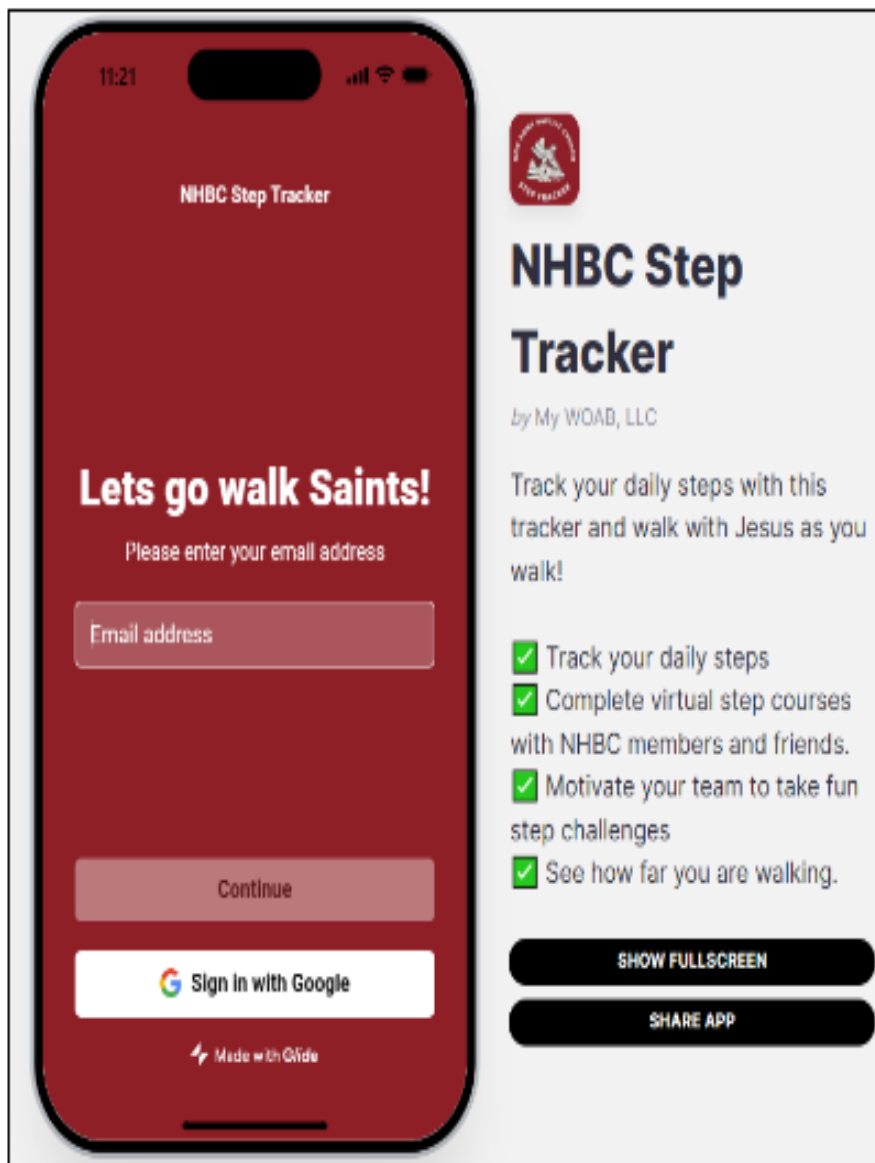 11:21
NHBC Step Tracker
Lets go walk Saints!
Please enter your email address
Email address
Continue
Sign in with Google
Made with Glide
STEP TRACKER
NHBC Step
Tracker
by My WOAB, LLC
Track your daily steps with this
tracker and walk with Jesus as you
walk!
✅ Track your daily steps
✅ Complete virtual step courses
with NHBC members and friends.
✅ Motivate your team to take fun
step challenges
✅ See how far you are walking.
SHOW FULLSCREEN
SHARE APP